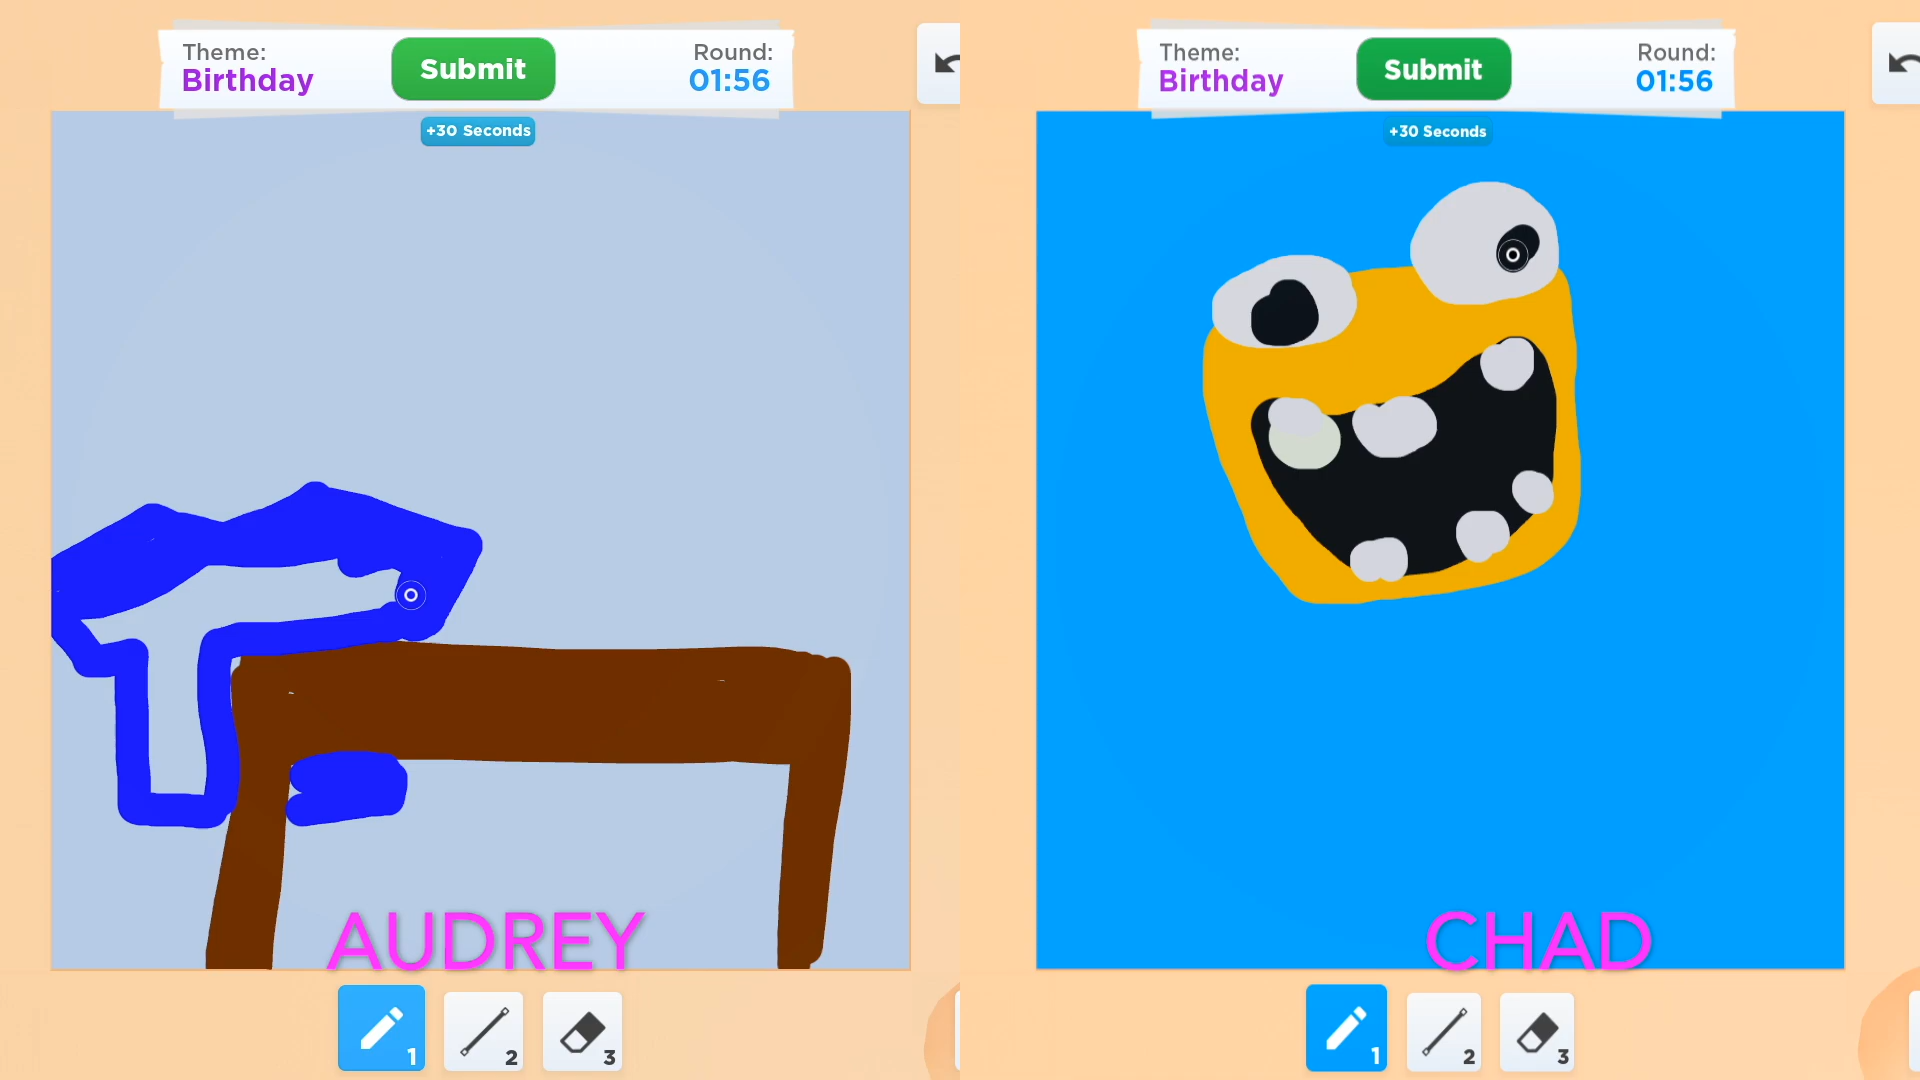 Theme:
Birthday
Submit
Round:
01:56
+30 Seconds
AUDREY
1
2
3
Theme:
Birthday
Submit
Round:
01:56
+30 Seconds
CHAD
1
2
3